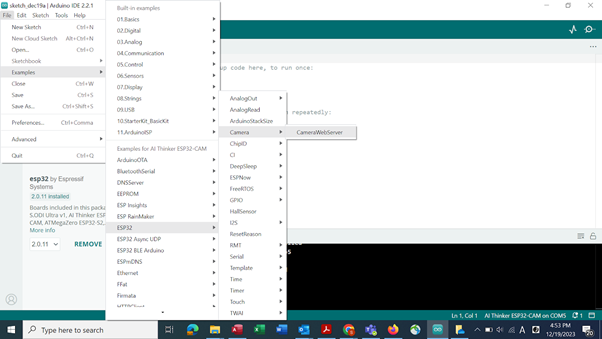 sketch_dec19a | Arduino IDE 2.2.1
File Edit Sketch Tools Help
New Sketch Ctrl+N
New Cloud Sketch Alt+Ctrl+N
Open... Ctrl+O
Sketchbook
Examples
Close Ctrl+W
Save Ctrl+S
Save As... Ctrl+Shift+S
Preferences... Ctrl+Comma
Advanced
Quit Ctrl+Q
esp32 by Espressif
Systems
2.0.11 installed
Boards included in this packa
S.ODI Ultra v1, AI Thinker ESP
CAM, ATMegaZero ESP32-S2,
More info
2.0.11 REMOVE
Built-in examples
01.Basics
02.Digital
03.Analog
04.Communication
05.Control
06.Sensors
07.Display
08.Strings
09.USB
10.StarterKit_BasicKit
11.ArduinoISP
Examples for AI Thinker ESP32-CAM
ArduinoOTA
BluetoothSerial
DNSServer
EEPROM
ESP Insights
ESP RainMaker
ESP32
ESP32 Async UDP
ESP32 BLE Arduino
ESPmDNS
Ethernet
FFat
Firmata
HTTPClient
up code here, to run once:
repeatedly:
AnalogOut
AnalogRead
ArduinoStackSize
Camera
ChipID
CI
DeepSleep
ESPNow
FreeRTOS
GPIO
HallSensor
I2S
ResetReason
RMT
Serial
Template
Time
Timer
Touch
TWAI
CameraWebServer
Ln 1, Col 1 AI Thinker ESP32-CAM on COM5 1
Type here to search
4:53 PM
12/19/2023
20